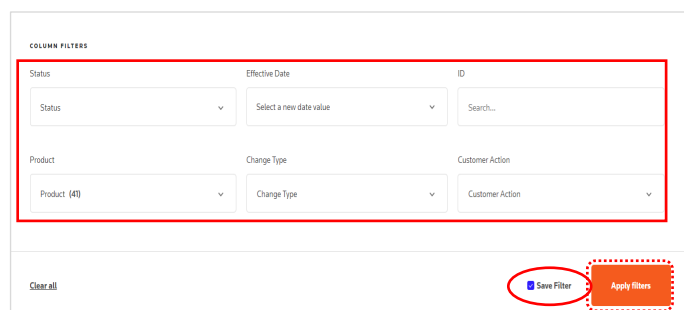 COLUMN FILTERS
Status Effective Date ID
Status Select a new date value Search...
Product Change Type Customer Action
Product (41) Change Type Customer Action
Clear all Save Filter Apply filters